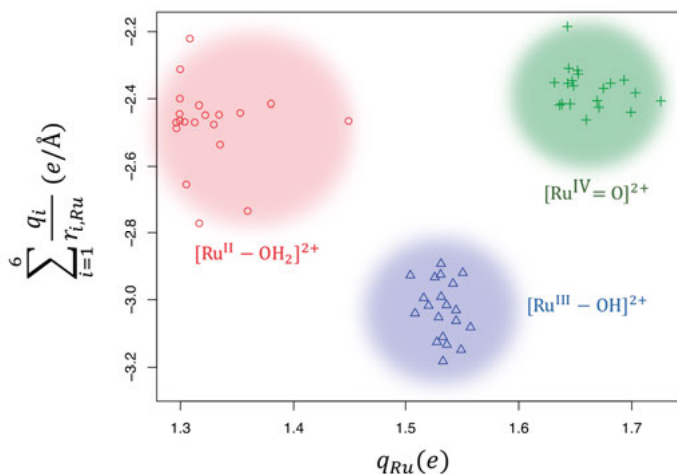 -2.2
-2.4
-2.6
-2.8
-3.0
-3.2
6
∑
i=1
q_i
r_{i,Ru}
(e/Å)
[Ru^{II} − OH_2]^{2+}
[Ru^{IV} = O]^{2+}
[Ru^{III} − OH]^{2+}
1.3 1.4 1.5 1.6 1.7
q_{Ru}(e)